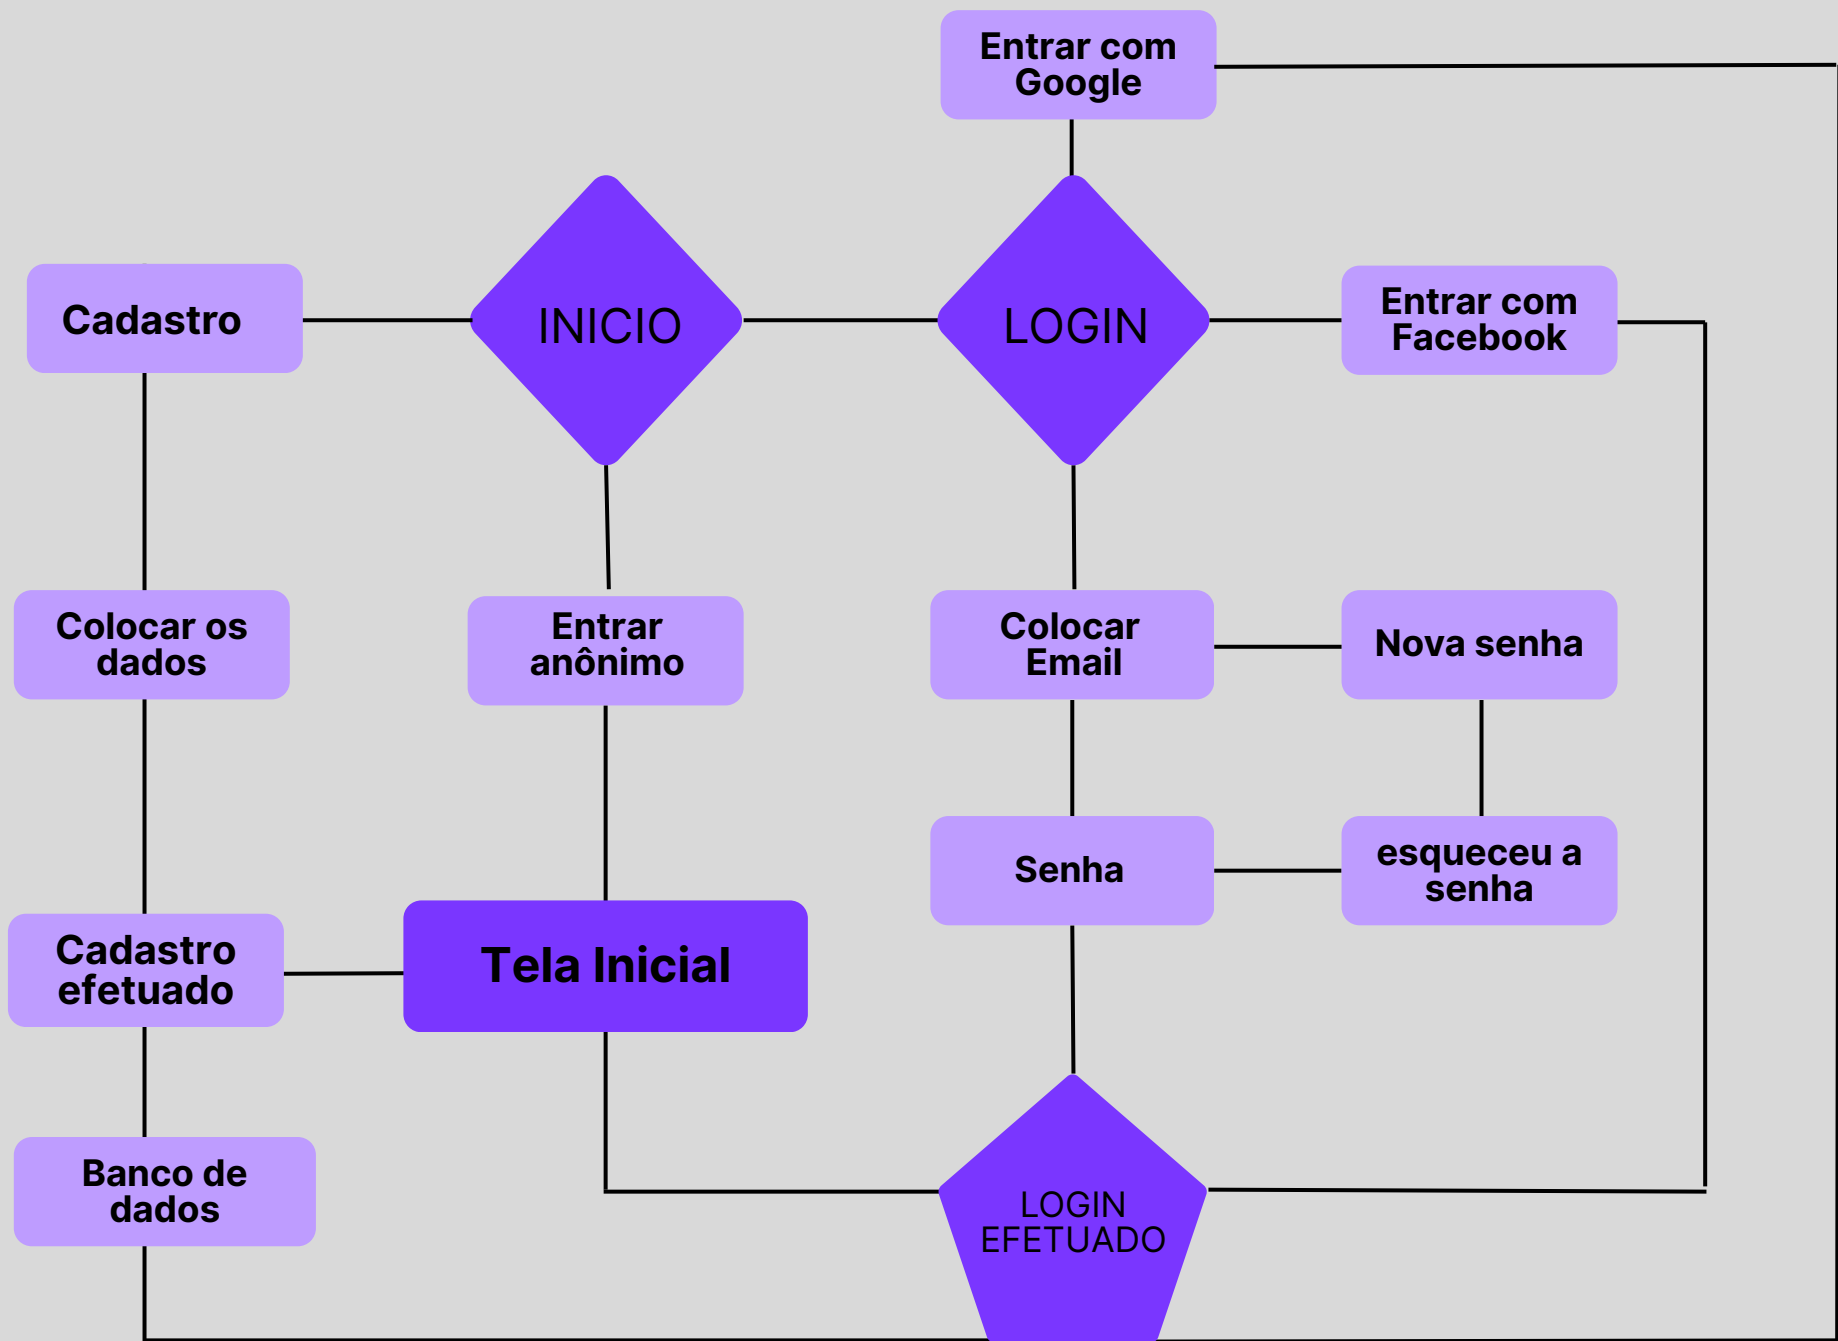 Entrar com
Google
Cadastro
INICIO
LOGIN
Entrar com
Facebook
Colocar os
dados
Entrar
anônimo
Colocar
Email
Nova senha
Senha
esqueceu a
senha
Cadastro
efetuado
Tela Inicial
Banco de
dados
LOGIN
EFETUADO